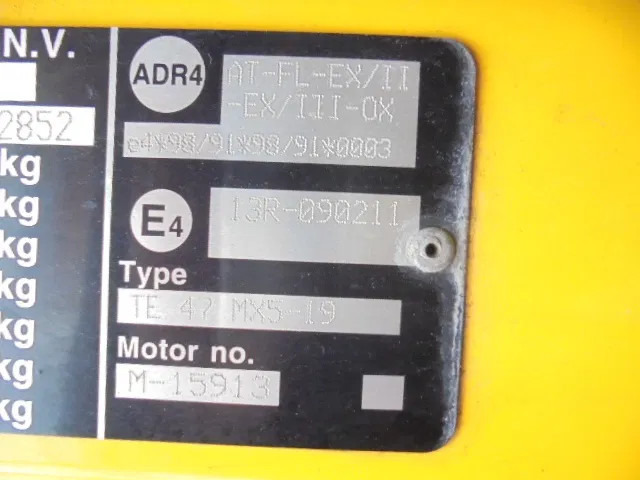 N.V.
2852
kg
kg
kg
kg
kg
kg
kg
ADR4
AT-FL-EX/II
-EX/III-OX
e4*98/91*98/91*0003
E4
13R-090211
Type
TE 47 MX5-19
Motor no.
M-15913